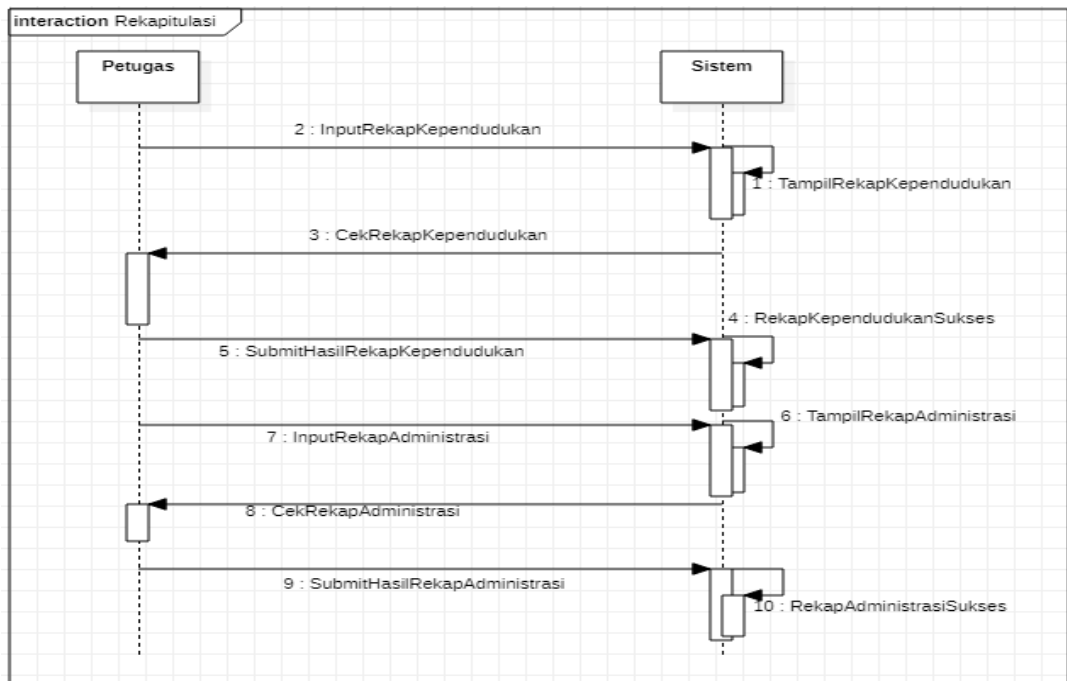 interaction Rekapitulasi
Petugas
Sistem
2 : InputRekapKependudukan
1 : TampilRekapKependudukan
3 : CekRekapKependudukan
4 : RekapKependudukanSukses
5 : SubmitHasilRekapKependudukan
6 : TampilRekapAdministrasi
7 : InputRekapAdministrasi
8 : CekRekapAdministrasi
9 : SubmitHasilRekapAdministrasi
10 : RekapAdministrasiSukses